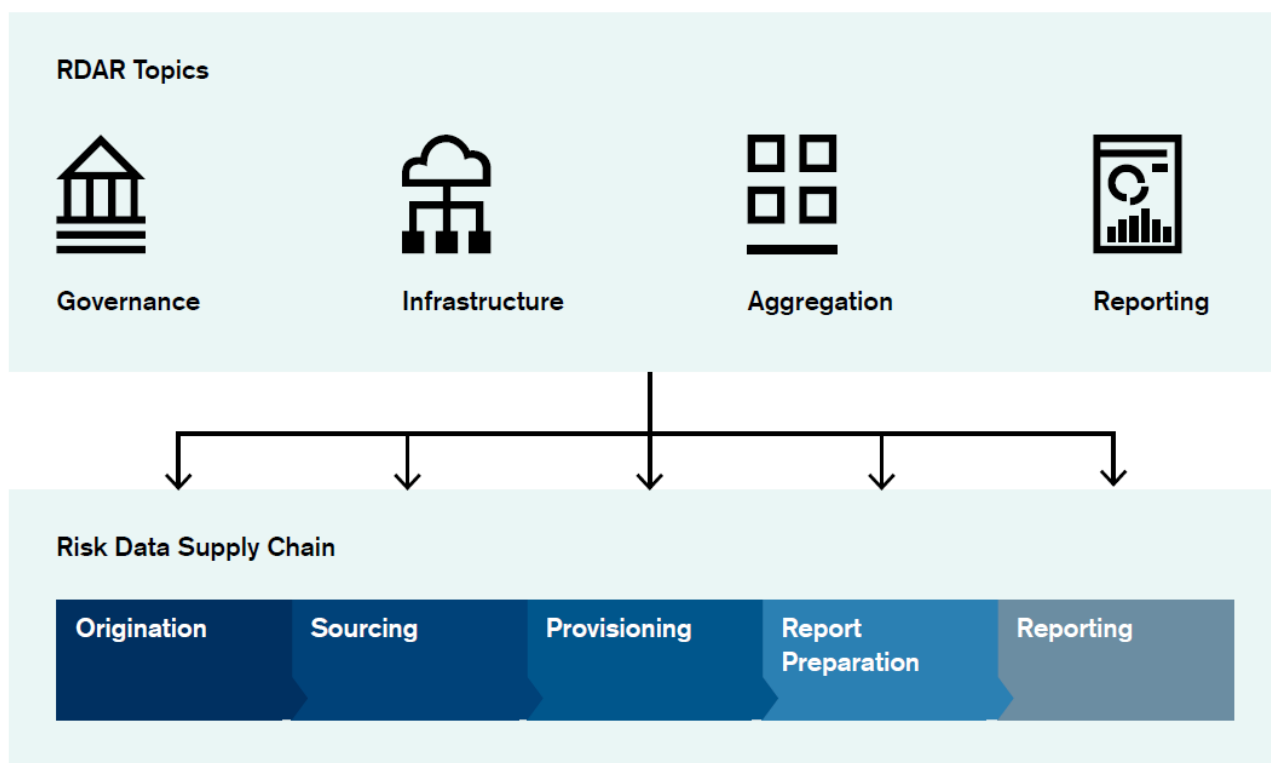 RDAR Topics
Governance
Infrastructure
Aggregation
Reporting
Risk Data Supply Chain
Origination
Sourcing
Provisioning
Report
Preparation
Reporting